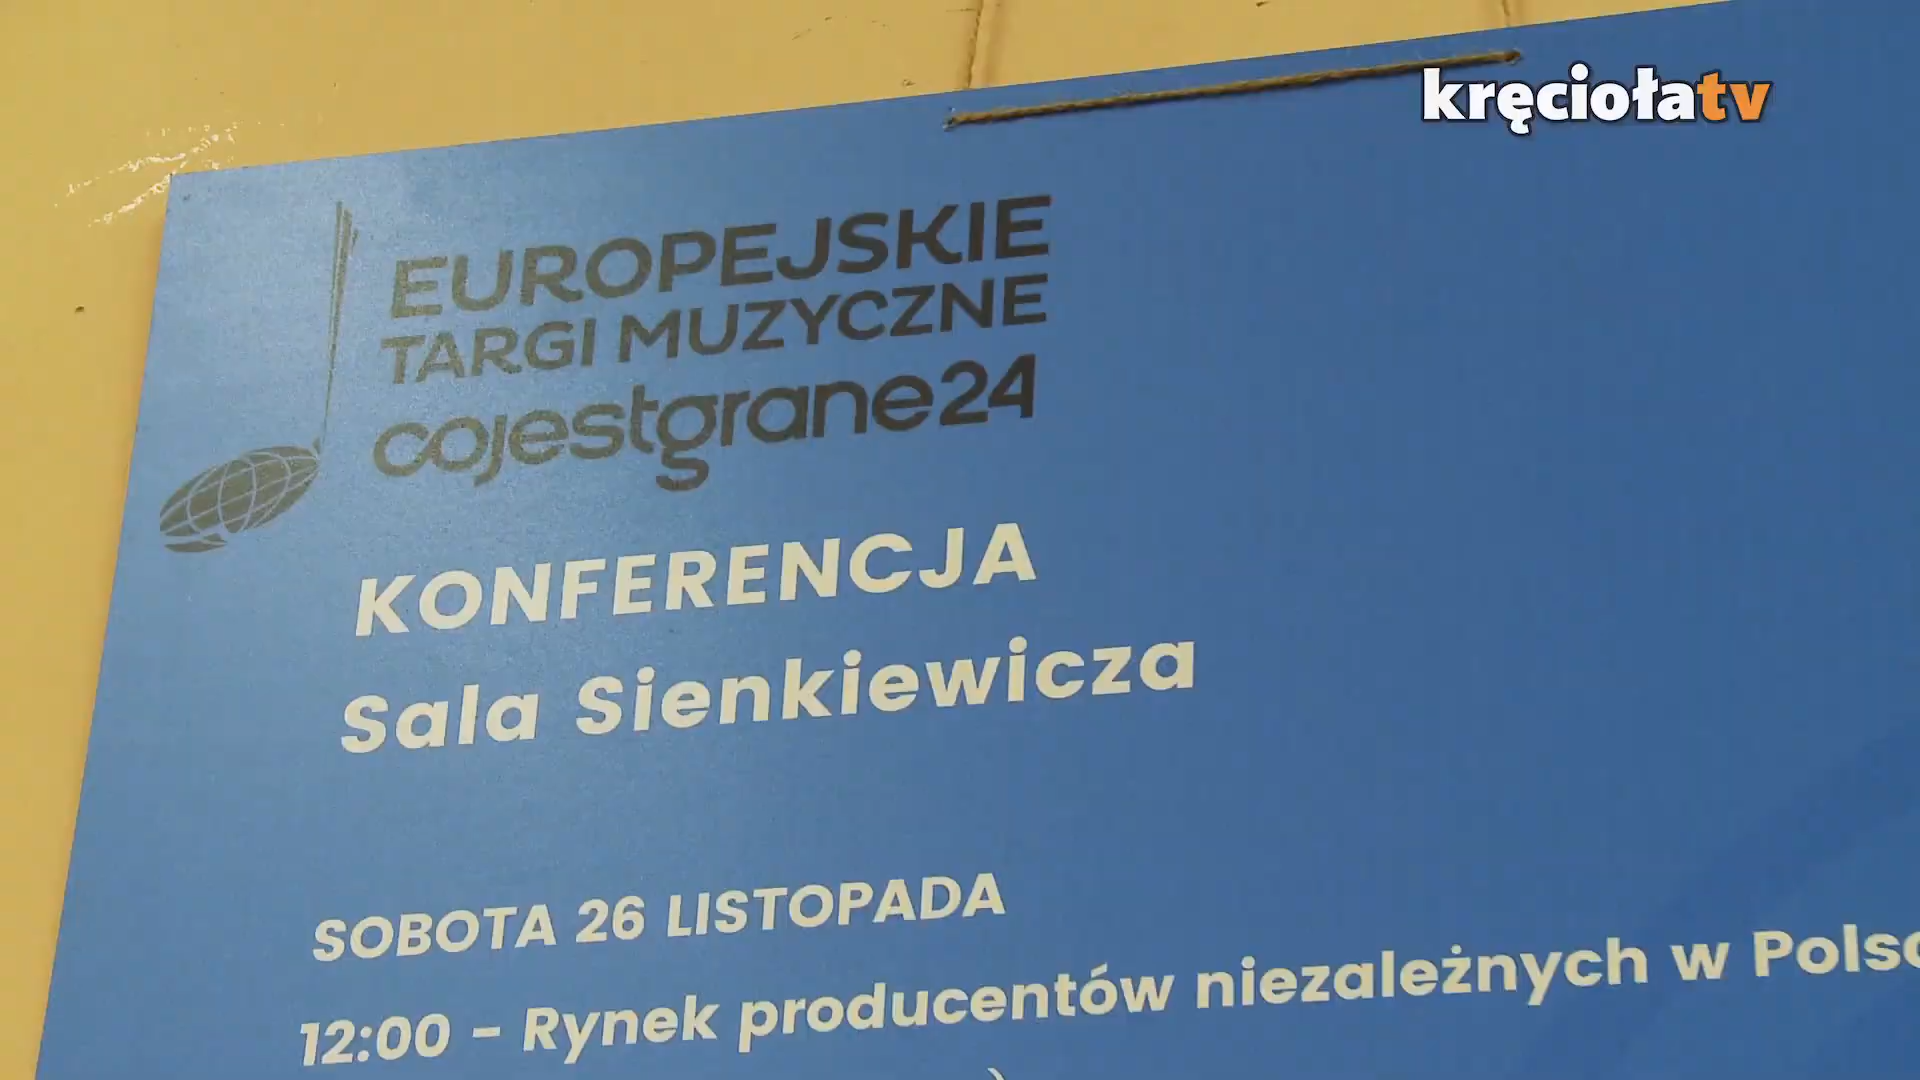 kręciołatv
EUROPEJSKIE
TARGI MUZYCZNE
cojestgrane24
KONFERENCJA
Sala Sienkiewicza
SOBOTA 26 LISTOPADA
12:00 - Rynek producentów niezależnych w